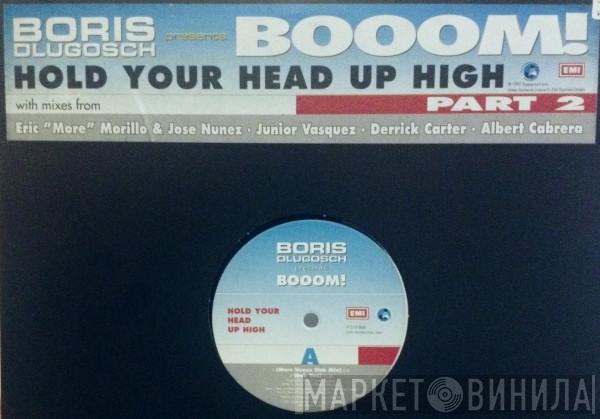 BORIS DLUGOSCH presents BOOOM!
HOLD YOUR HEAD UP HIGH
EMI
with mixes from
PART 2
Eric "More" Morillo & Jose Nunez • Junior Vasquez • Derrick Carter • Albert Cabrera
BORIS
DLUGOSCH
BOOOM!
HOLD YOUR
HEAD
UP HIGH
EMI
A
МАРКЕТ ВИНИЛА